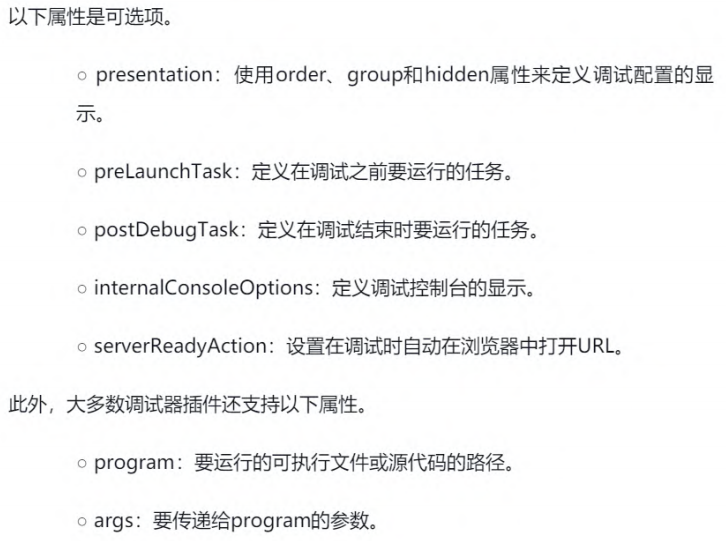 以下属性是可选项。
○ presentation：使用order、group和hidden属性来定义调试配置的显
示。
○ preLaunchTask：定义在调试之前要运行的任务。
○ postDebugTask：定义在调试结束时要运行的任务。
○ internalConsoleOptions：定义调试控制台的显示。
○ serverReadyAction：设置在调试时自动在浏览器中打开URL。
此外，大多数调试器插件还支持以下属性。
○ program：要运行的可执行文件或源代码的路径。
○ args：要传递给program的参数。